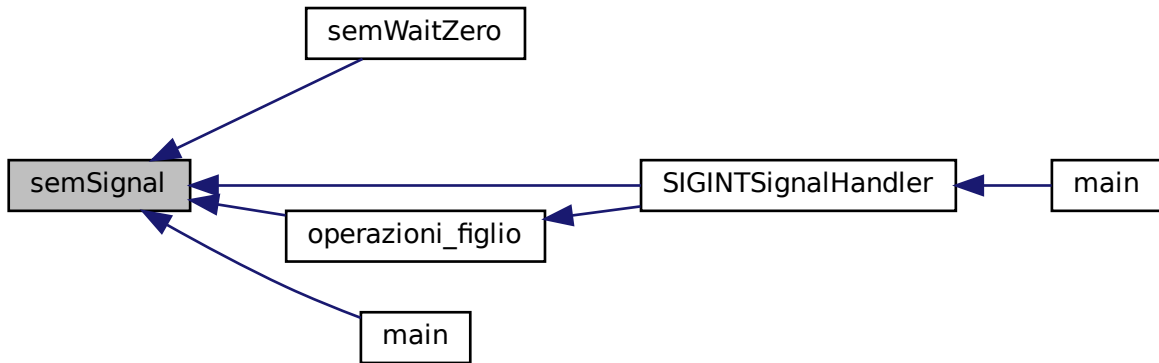 semWaitZero
semSignal
SIGINTSignalHandler
main
operazioni_figlio
main